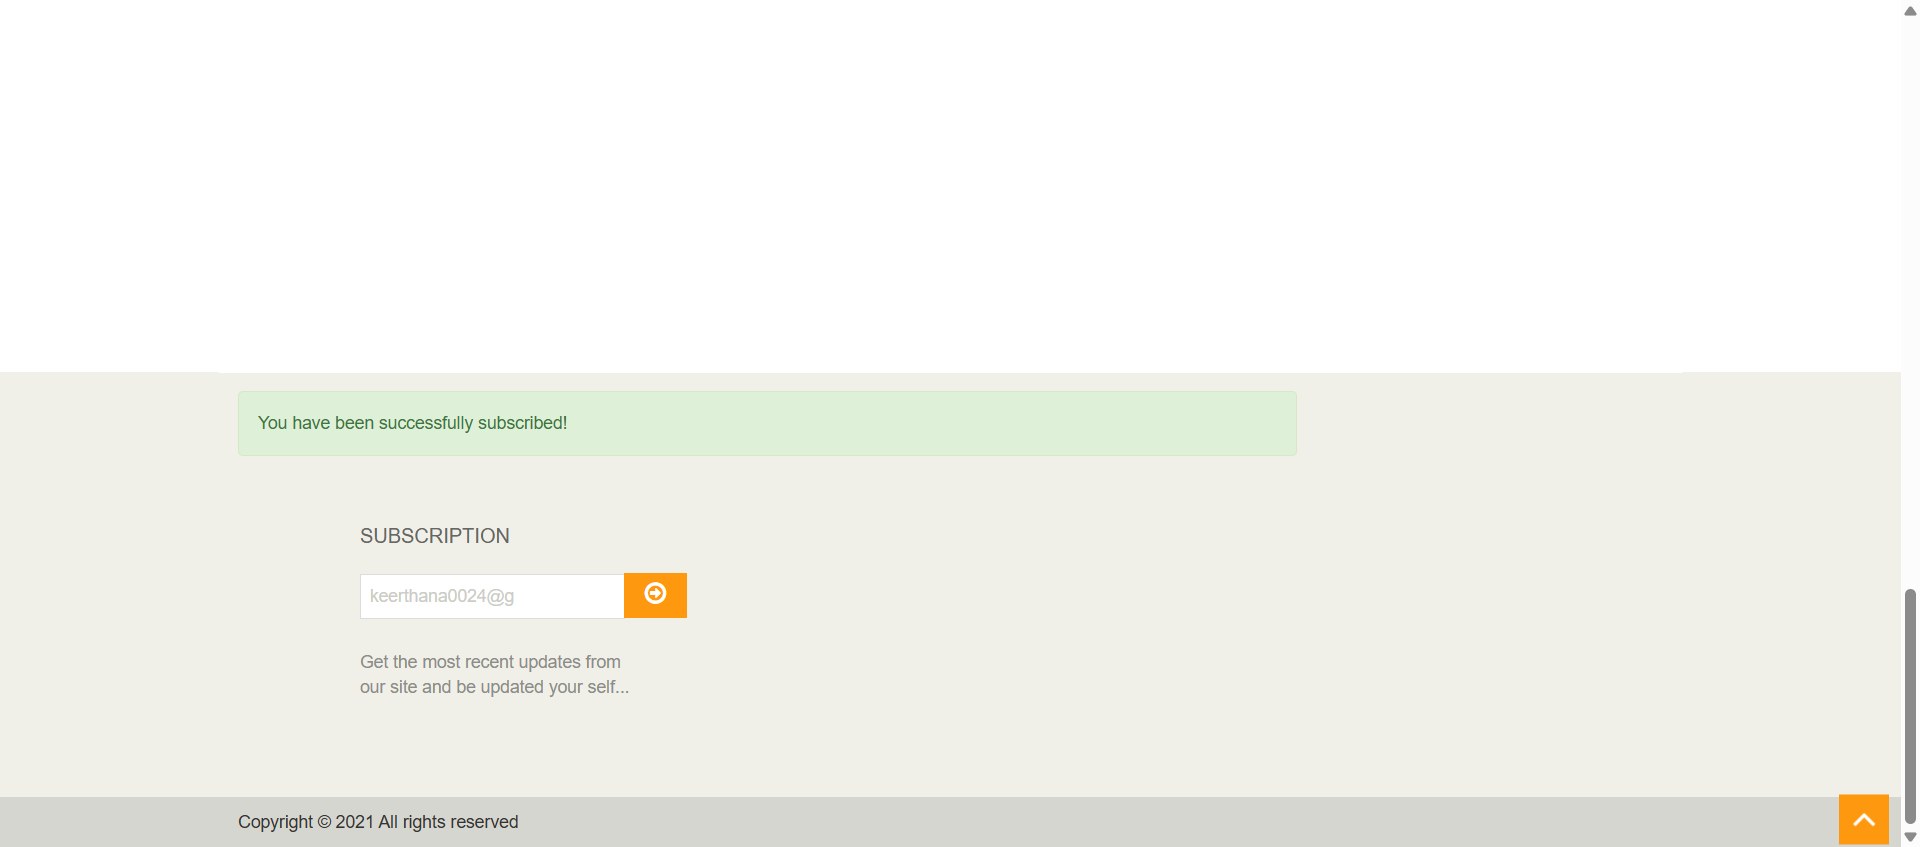 You have been successfully subscribed!
SUBSCRIPTION
keerthana0024@g
Get the most recent updates from
our site and be updated your self...
Copyright © 2021 All rights reserved